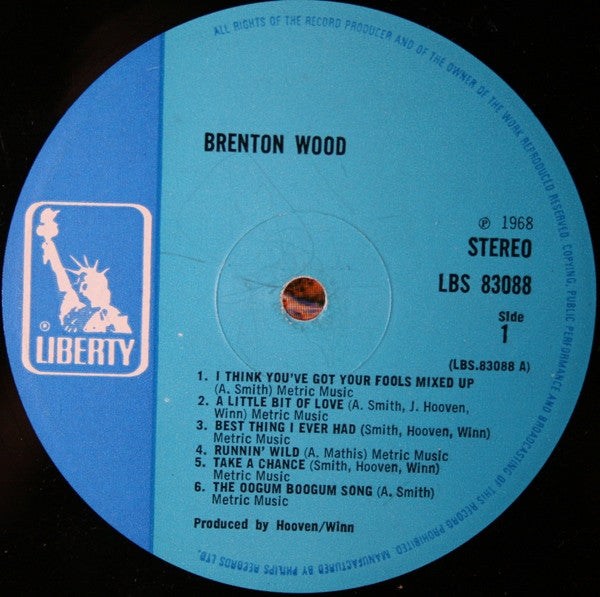 ALL RIGHTS OF THE RECORD PRODUCER AND OF THE OWNER OF THE WORK REPRODUCED RESERVED. COPYING, PUBLIC PERFORMANCE AND BROADCASTING OF THIS RECORD PROHIBITED. MANUFACTURED BY PHILIPS RECORDS LTD.
BRENTON WOOD
℗ 1968
STEREO
LBS 83088
Side
1
(LBS.83088 A)
® LIBERTY
1. I THINK YOU'VE GOT YOUR FOOLS MIXED UP
(A. Smith) Metric Music
2. A LITTLE BIT OF LOVE (A. Smith, J. Hooven,
Winn) Metric Music
3. BEST THING I EVER HAD (Smith, Hooven, Winn)
Metric Music
4. RUNNIN' WILD (A. Mathis) Metric Music
5. TAKE A CHANCE (Smith, Hooven, Winn)
Metric Music
6. THE OOGUM BOOGUM SONG (A. Smith)
Metric Music
Produced by Hooven/Winn